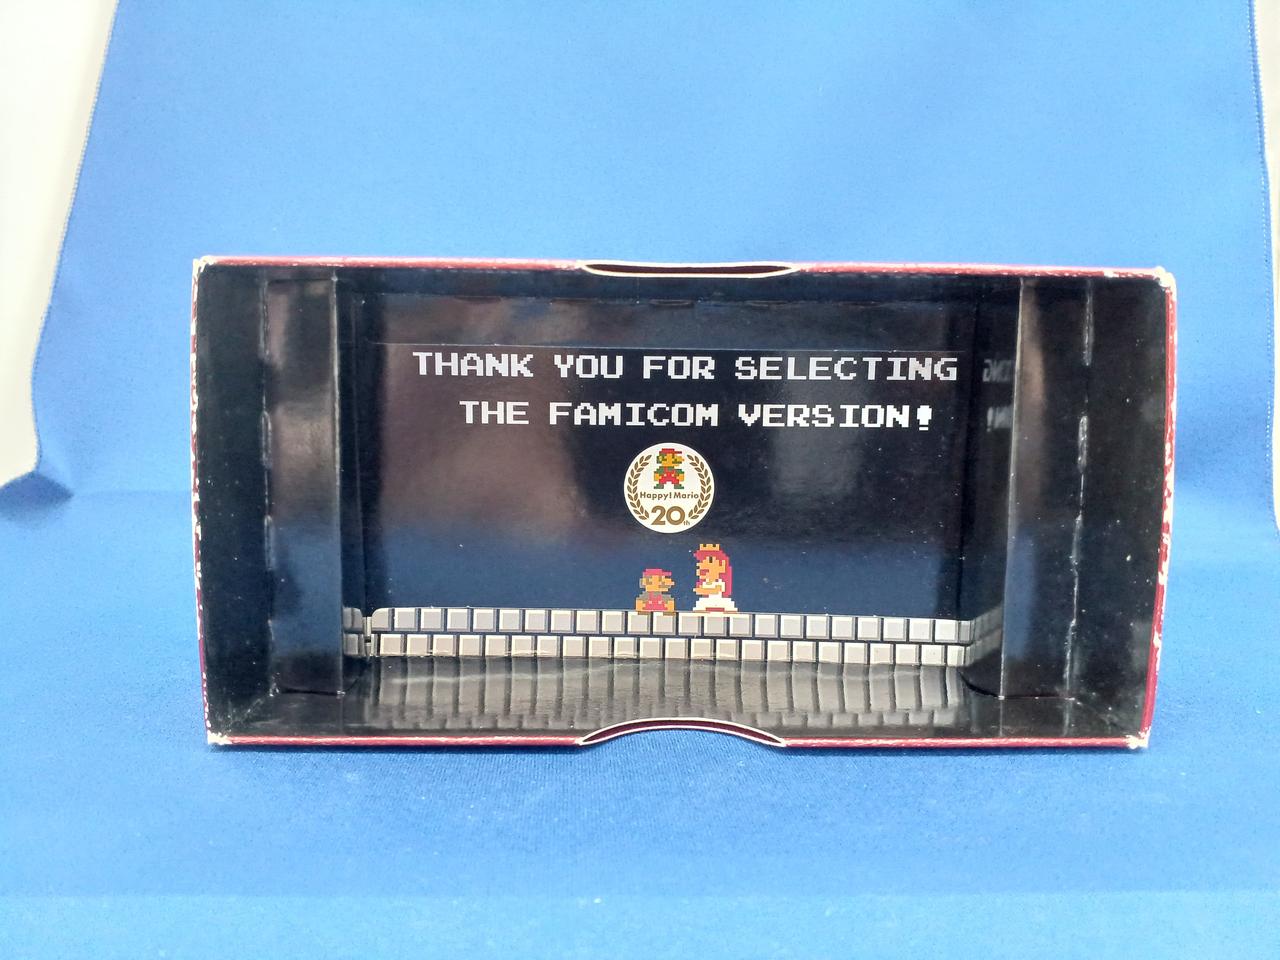 THANK YOU FOR SELECTING
THE FAMICOM VERSION!
Happy! Mario
20th